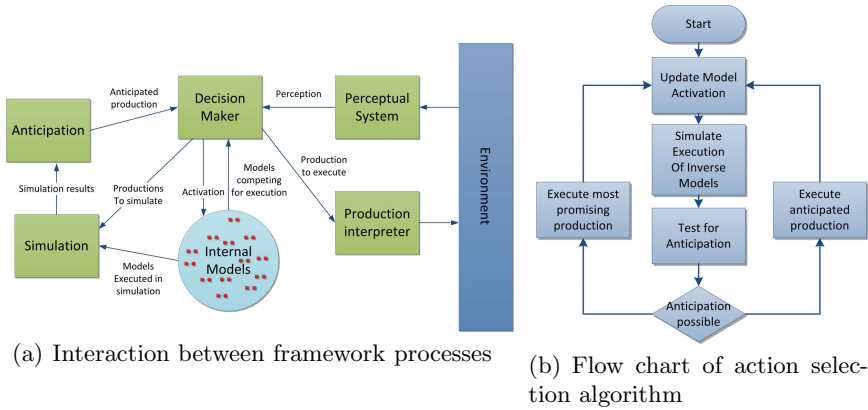 Anticipated
production
Decision
Maker
Perception
Perceptual
System
Anticipation
Simulation results
Productions
To simulate
Activation
Models
competing
for execution
Production
to execute
Environment
Simulation
Models
Executed in
simulation
Internal
Models
Production
interpreter
(a) Interaction between framework processes
Start
Update Model
Activation
Simulate
Execution
Of Inverse
Models
Execute most
promising
production
Test for
Anticipation
Execute
anticipated
production
Anticipation
possible
(b) Flow chart of action selec-
tion algorithm